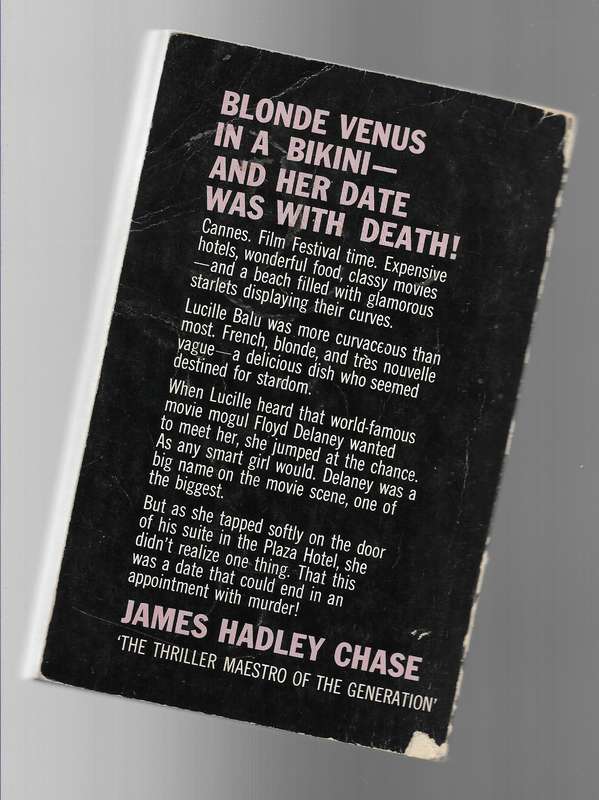 BLONDE VENUS
IN A BIKINI—
AND HER DATE
WAS WITH DEATH!
Cannes. Film Festival time. Expensive
hotels, wonderful food, classy movies
—and a beach filled with glamorous
starlets displaying their curves.
Lucille Balu was more curvaceous than
most. French, blonde, and très nouvelle
vague—a delicious dish who seemed
destined for stardom.
When Lucille heard that world-famous
movie mogul Floyd Delaney wanted
to meet her, she jumped at the chance.
As any smart girl would. Delaney was a
big name on the movie scene, one of
the biggest.
But as she tapped softly on the door
of his suite in the Plaza Hotel, she
didn't realize one thing. That this
was a date that could end in an
appointment with murder!
JAMES HADLEY CHASE
'THE THRILLER MAESTRO OF THE GENERATION'